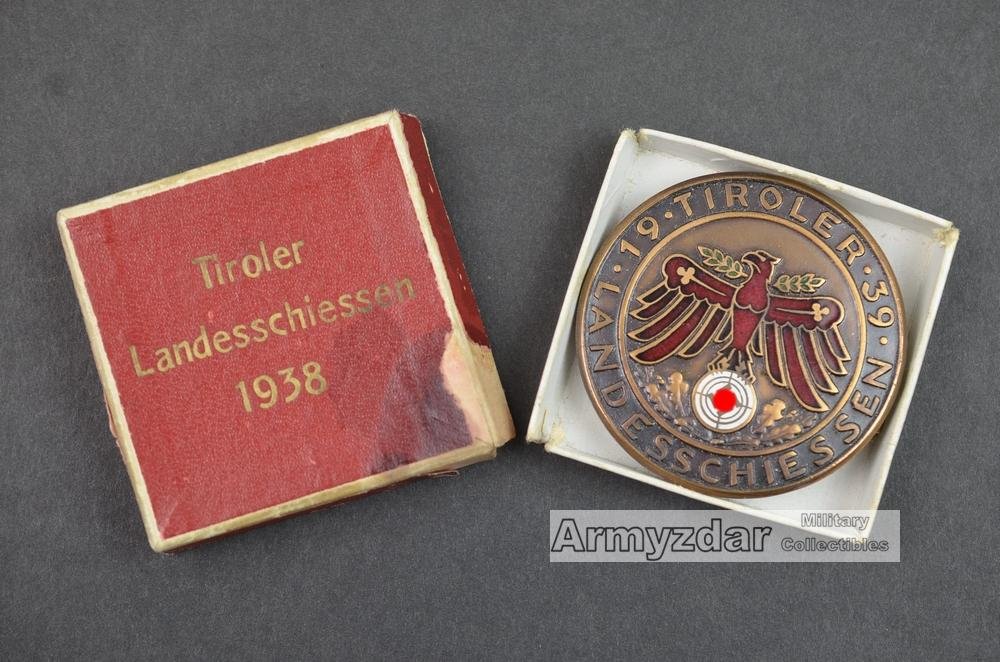 Tiroler
Landesschiessen
1938
19 · TIROLER · 39 · LANDESSCHIESSEN ·
Armyzdar Military
Collectibles